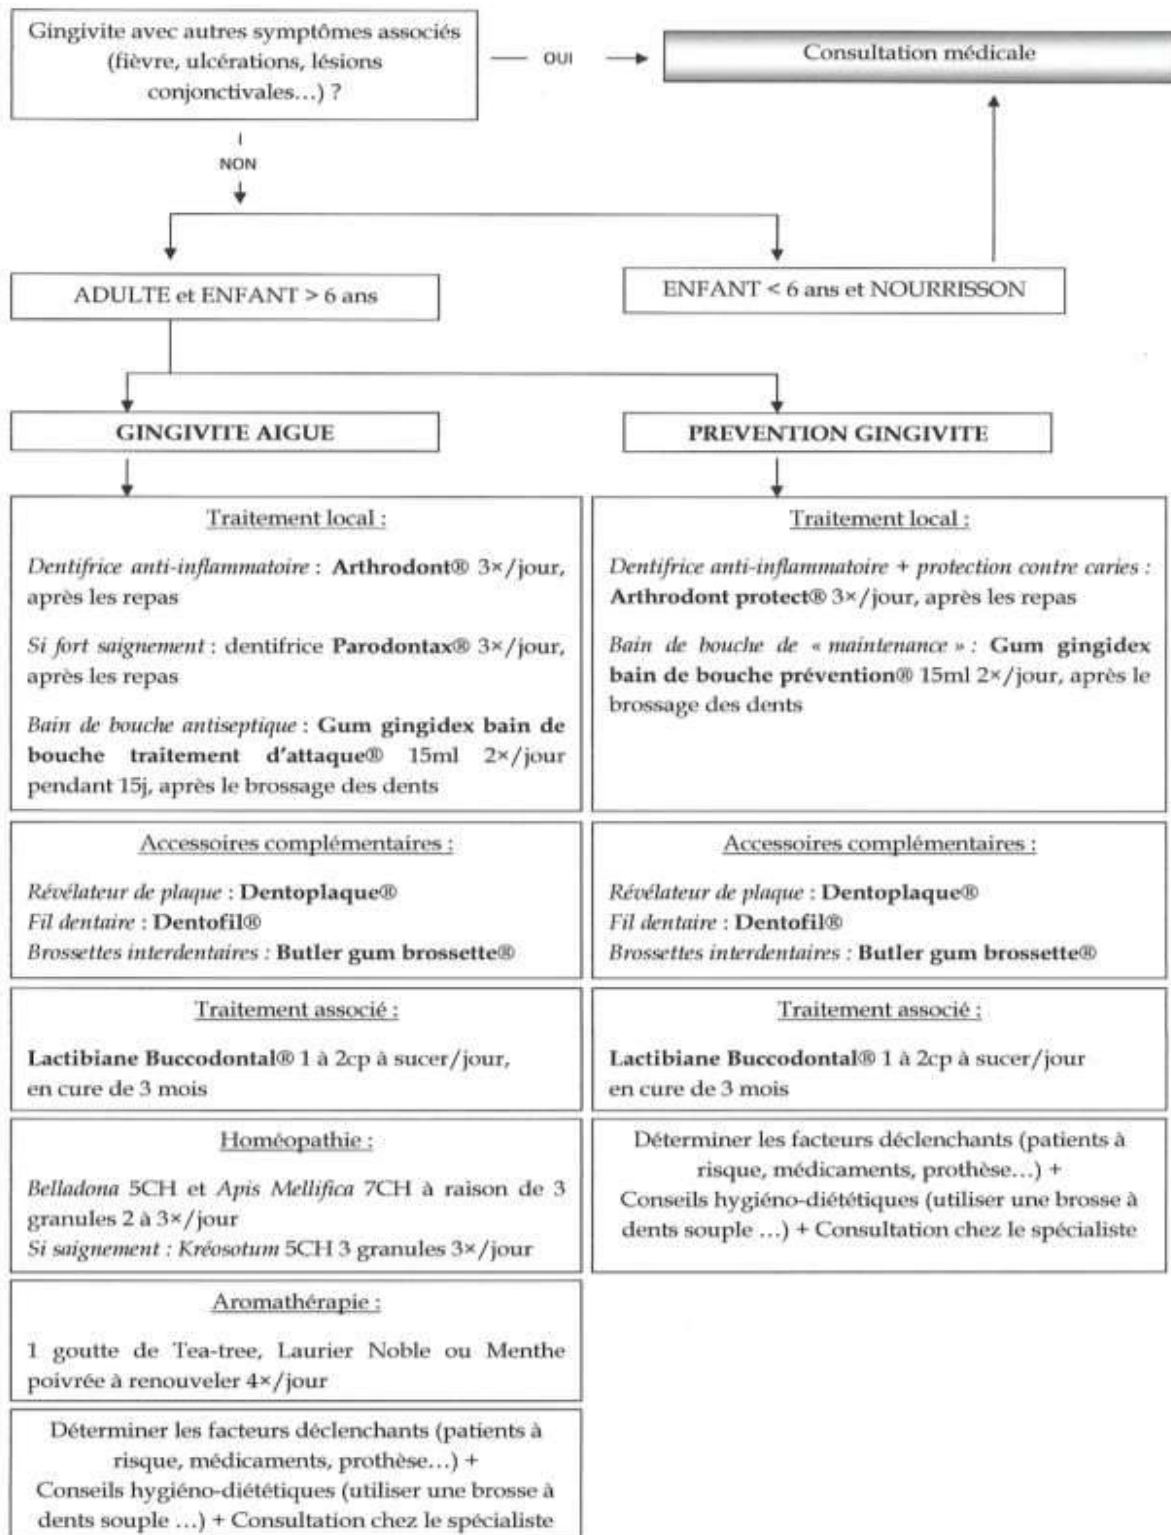 Gingivite avec autres symptômes associés
(fièvre, ulcérations, lésions
conjonctivales…) ?
OUI
Consultation médicale
NON
ADULTE et ENFANT > 6 ans
ENFANT < 6 ans et NOURRISSON
GINGIVITE AIGUE
PREVENTION GINGIVITE
Traitement local :
Dentifrice anti-inflammatoire : Arthrodont® 3×/jour,
après les repas
Si fort saignement : dentifrice Parodontax® 3×/jour,
après les repas
Bain de bouche antiseptique : Gum gingidex bain de
bouche traitement d'attaque® 15ml 2×/jour
pendant 15j, après le brossage des dents
Traitement local :
Dentifrice anti-inflammatoire + protection contre caries :
Arthrodont protect® 3×/jour, après les repas
Bain de bouche de « maintenance » : Gum gingidex
bain de bouche prévention® 15ml 2×/jour, après le
brossage des dents
Accessoires complémentaires :
Révélateur de plaque : Dentoplaque®
Fil dentaire : Dentofil®
Brossettes interdentaires : Butler gum brossette®
Accessoires complémentaires :
Révélateur de plaque : Dentoplaque®
Fil dentaire : Dentofil®
Brossettes interdentaires : Butler gum brossette®
Traitement associé :
Lactibiane Buccodontal® 1 à 2cp à sucer/jour,
en cure de 3 mois
Traitement associé :
Lactibiane Buccodontal® 1 à 2cp à sucer/jour
en cure de 3 mois
Homéopathie :
Belladona 5CH et Apis Mellifica 7CH à raison de 3
granules 2 à 3×/jour
Si saignement : Kréosotum 5CH 3 granules 3×/jour
Déterminer les facteurs déclenchants (patients à
risque, médicaments, prothèse…) +
Conseils hygiéno-diététiques (utiliser une brosse à
dents souple …) + Consultation chez le spécialiste
Aromathérapie :
1 goutte de Tea-tree, Laurier Noble ou Menthe
poivrée à renouveler 4×/jour
Déterminer les facteurs déclenchants (patients à
risque, médicaments, prothèse…) +
Conseils hygiéno-diététiques (utiliser une brosse à
dents souple …) + Consultation chez le spécialiste